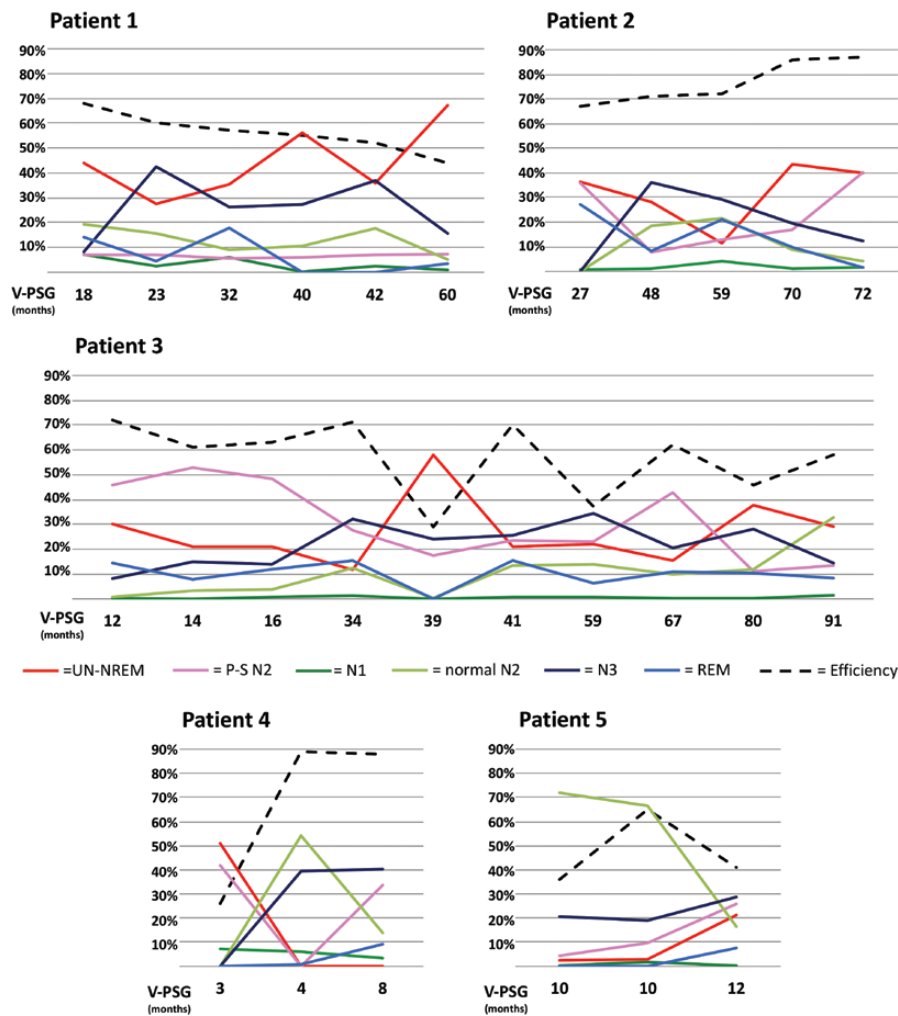 Patient 1
90%
80%
70%
60%
50%
40%
30%
20%
10%
V-PSG
(months)
18 23 32 40 42 60
Patient 2
90%
80%
70%
60%
50%
40%
30%
20%
10%
V-PSG
(months)
27 48 59 70 72
Patient 3
90%
80%
70%
60%
50%
40%
30%
20%
10%
V-PSG
(months)
12 14 16 34 39 41 59 67 80 91
=UN-NREM = P-S N2 = N1 = normal N2 = N3 = REM = Efficiency
Patient 4
90%
80%
70%
60%
50%
40%
30%
20%
10%
V-PSG
(months)
3 4 8
Patient 5
90%
80%
70%
60%
50%
40%
30%
20%
10%
V-PSG
(months)
10 10 12